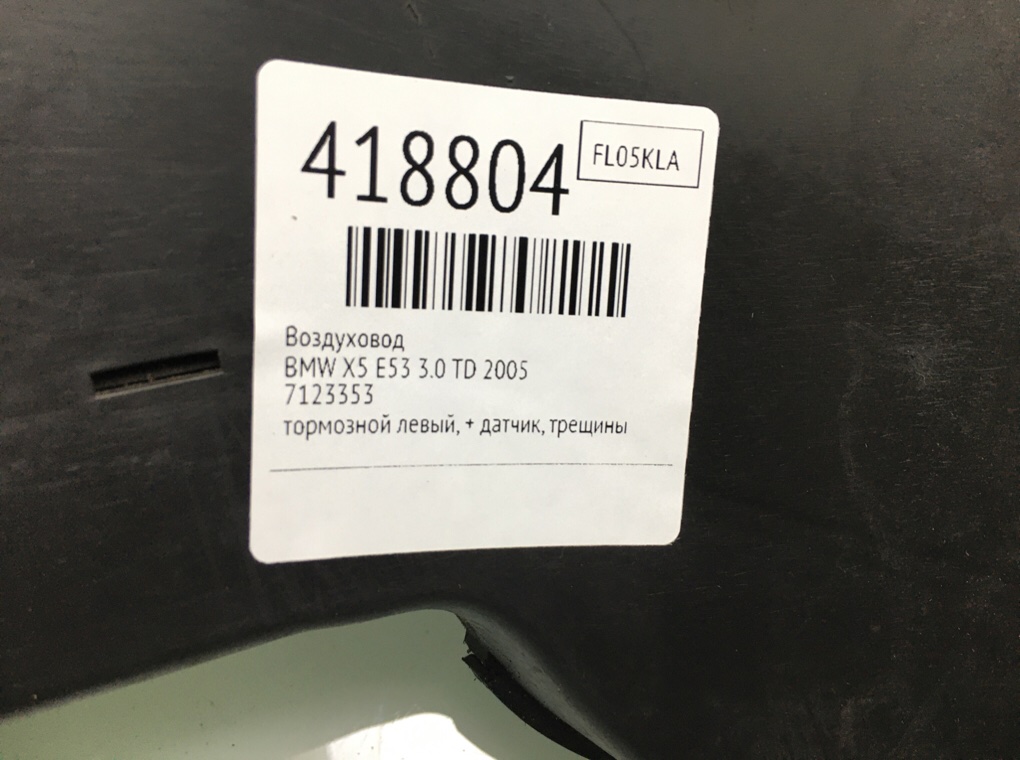 418804
FL05KLA
Воздуховод
BMW X5 E53 3.0 TD 2005
7123353
тормозной левый, + датчик, трещины